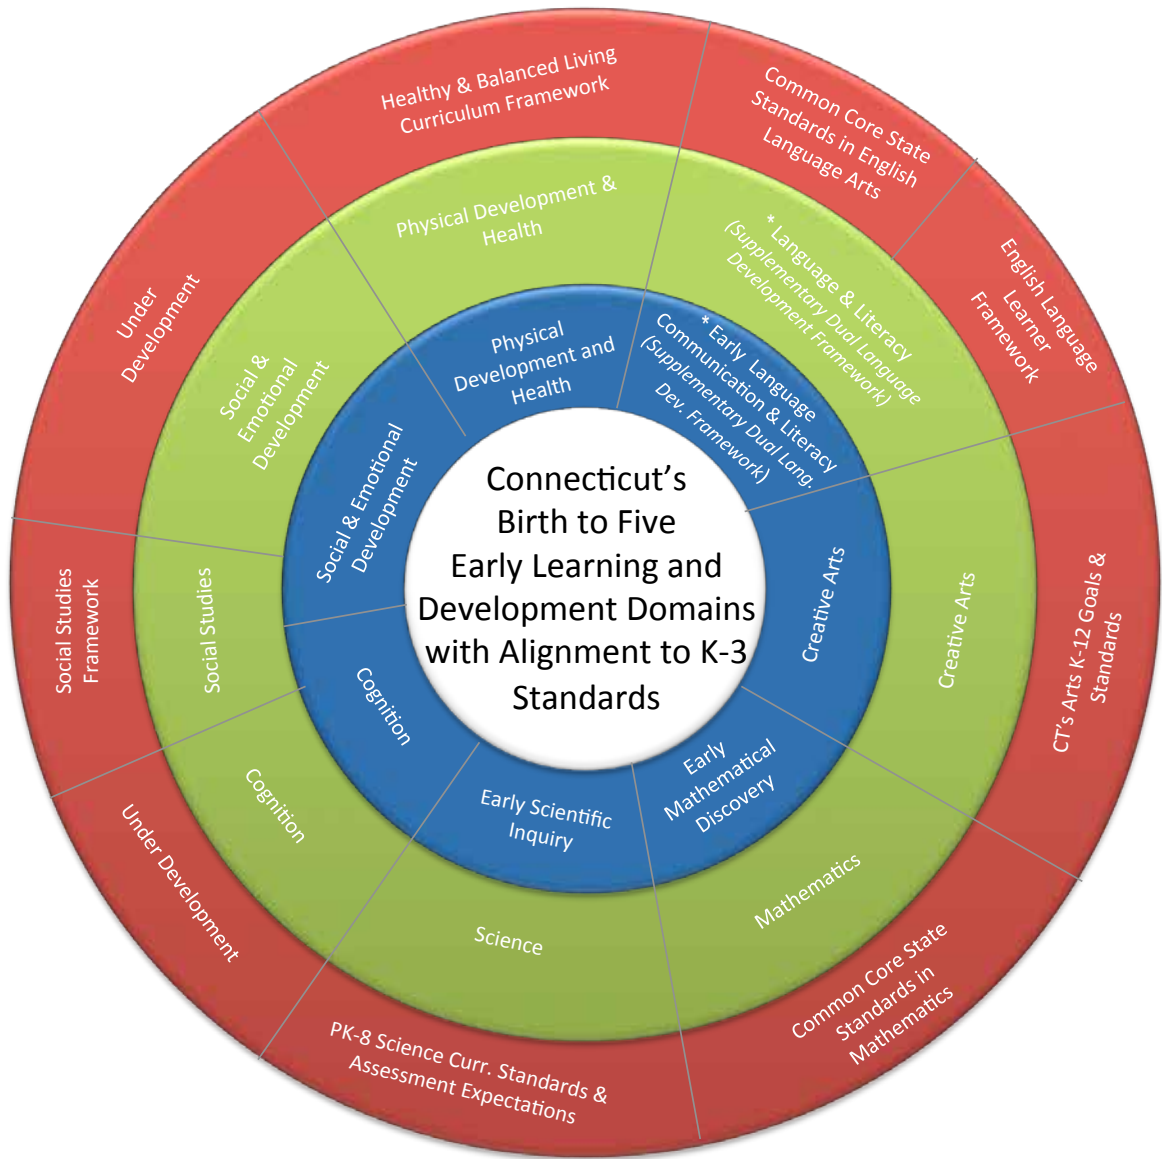 Healthy & Balanced Living
Curriculum Framework
Common Core State
Standards in English
Language Arts
English Language
Learner
Framework
CT's Arts K-12 Goals &
Standards
Common Core State
Standards in
Mathematics
PK-8 Science Curr. Standards &
Assessment Expectations
Under Development
Social Studies
Framework
Under
Development
Physical Development &
Health
* Language & Literacy
(Supplementary Dual Language
Development Framework)
Creative Arts
Mathematics
Science
Cognition
Social Studies
Social &
Emotional
Development
Physical
Development and
Health
* Early Language
Communication & Literacy
(Supplementary Dual Lang.
Dev. Framework)
Creative Arts
Early
Mathematical
Discovery
Early Scientific
Inquiry
Cognition
Social & Emotional
Development
Connecticut's
Birth to Five
Early Learning and
Development Domains
with Alignment to K-3
Standards